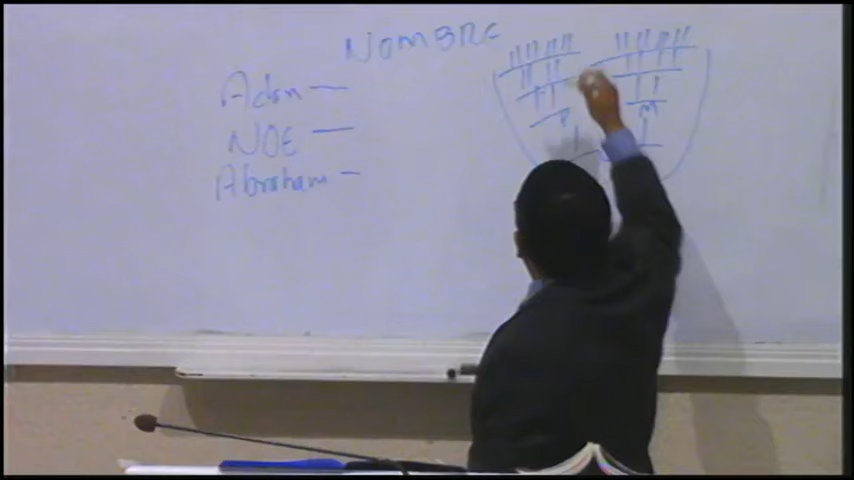 NOMBRE
Adan —
NOE —
Abraham —
P
M